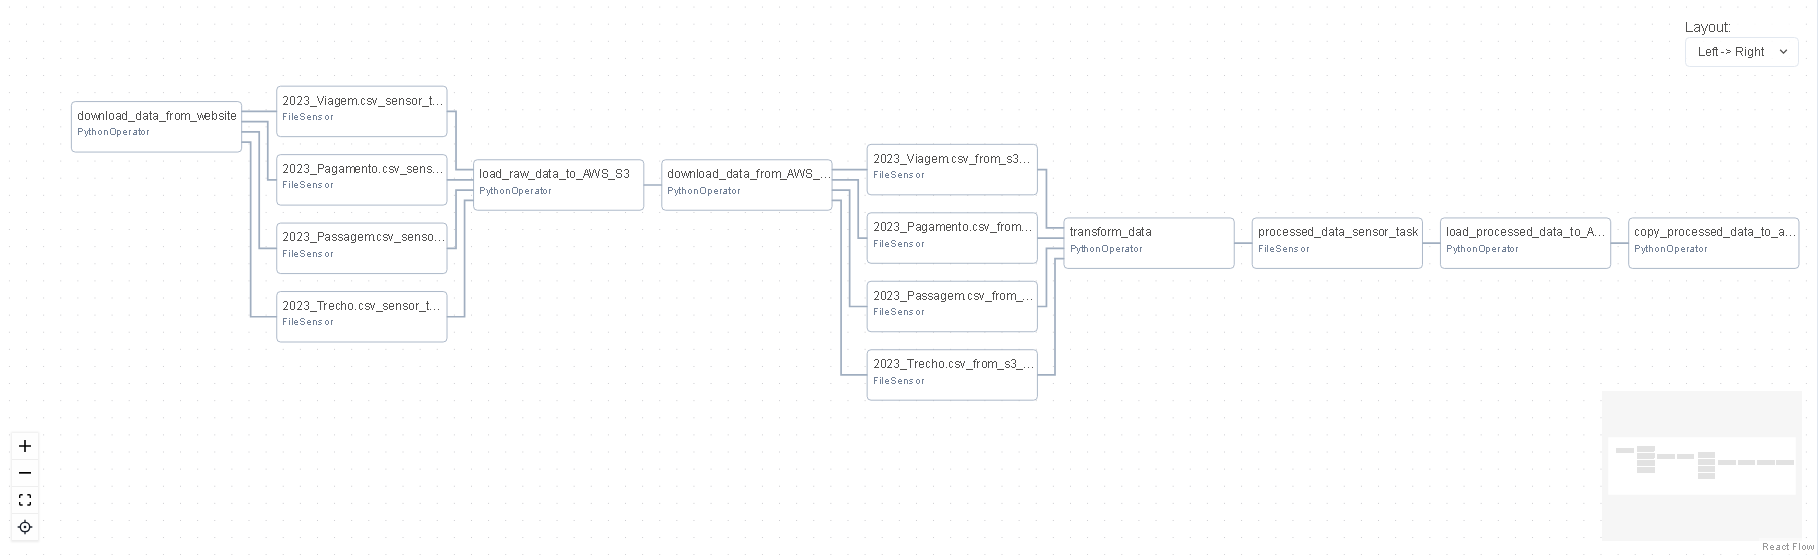 Layout:
Left -> Right
download_data_from_website
PythonOperator
2023_Viagem.csv_sensor_t...
FileSensor
2023_Pagamento.csv_sens...
FileSensor
2023_Passagem.csv_senso...
FileSensor
2023_Trecho.csv_sensor_t...
FileSensor
load_raw_data_to_AWS_S3
PythonOperator
download_data_from_AWS_...
PythonOperator
2023_Viagem.csv_from_s3...
FileSensor
2023_Pagamento.csv_from...
FileSensor
2023_Passagem.csv_from_...
FileSensor
2023_Trecho.csv_from_s3_...
FileSensor
transform_data
PythonOperator
processed_data_sensor_task
FileSensor
load_processed_data_to_A...
PythonOperator
copy_processed_data_to_a...
PythonOperator
React Flow